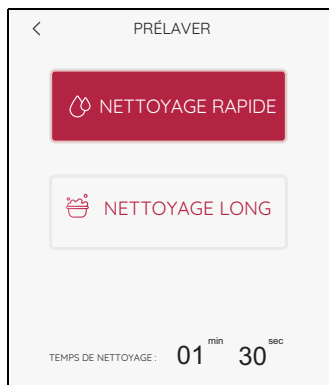 PRÉLAVER
NETTOYAGE RAPIDE
NETTOYAGE LONG
TEMPS DE NETTOYAGE : 01 min 30 sec